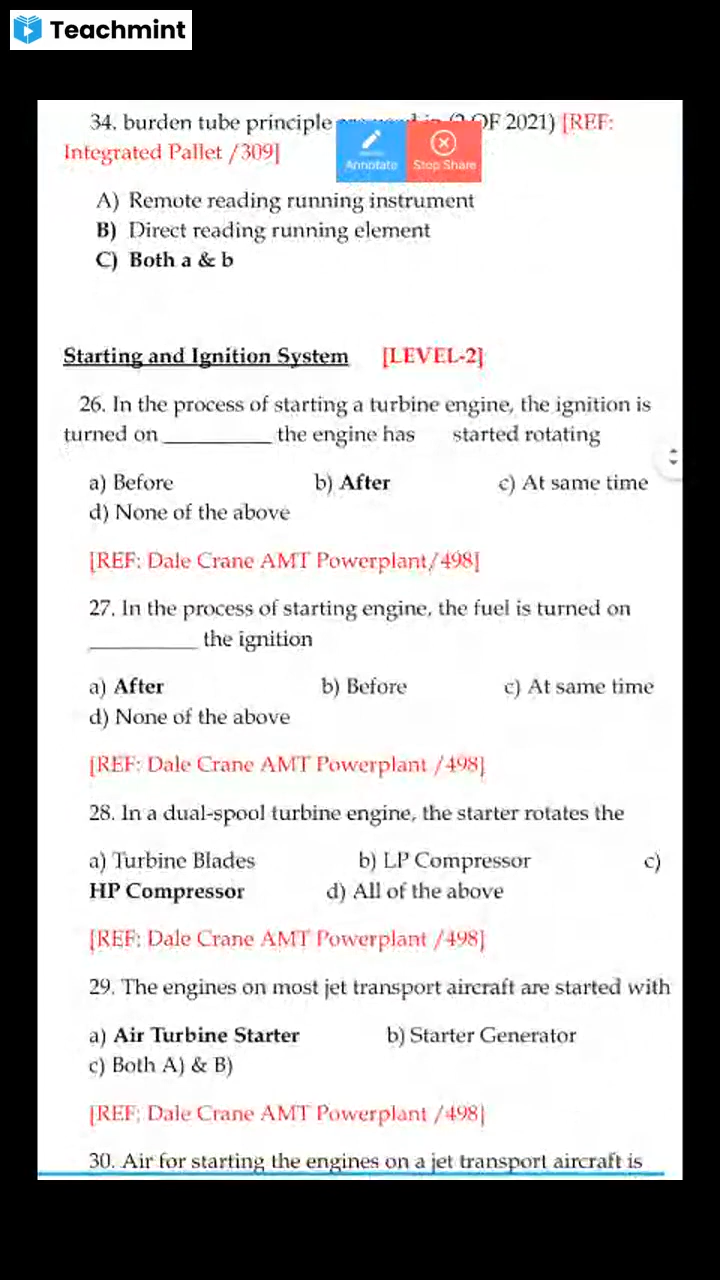 Teachmint
34. burden tube principle OF 2021) [REF:
Integrated Pallet /309]
Annotate Stop Share
A) Remote reading running instrument
B) Direct reading running element
C) Both a & b
Starting and Ignition System [LEVEL-2]
26. In the process of starting a turbine engine, the ignition is
turned on __________ the engine has started rotating
a) Before b) After c) At same time
d) None of the above
[REF: Dale Crane AMT Powerplant/498]
27. In the process of starting engine, the fuel is turned on
__________ the ignition
a) After b) Before c) At same time
d) None of the above
[REF: Dale Crane AMT Powerplant /498]
28. In a dual-spool turbine engine, the starter rotates the
a) Turbine Blades b) LP Compressor c)
HP Compressor d) All of the above
[REF: Dale Crane AMT Powerplant /498]
29. The engines on most jet transport aircraft are started with
a) Air Turbine Starter b) Starter Generator
c) Both A) & B)
[REF: Dale Crane AMT Powerplant /498]
30. Air for starting the engines on a jet transport aircraft is